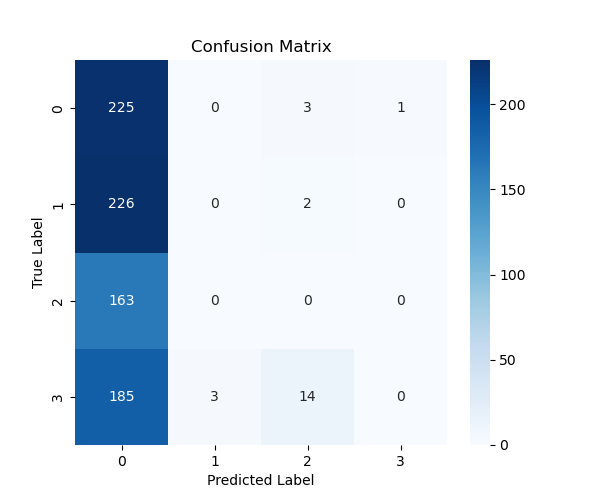 Confusion Matrix
True Label
0 225 0 3 1
1 226 0 2 0
2 163 0 0 0
3 185 3 14 0
0 1 2 3
Predicted Label
200
150
100
50
0